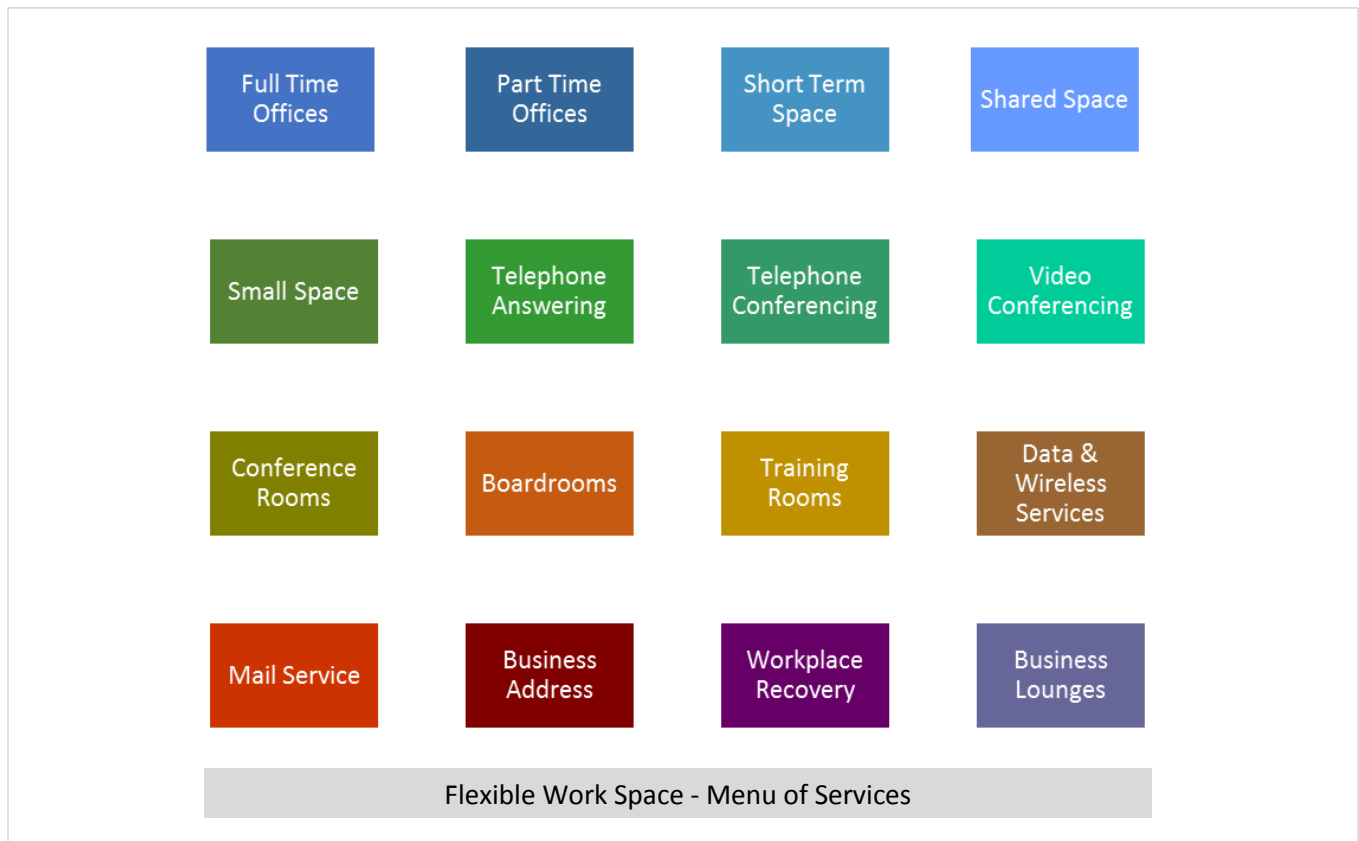 Full Time
Offices
Part Time
Offices
Short Term
Space
Shared Space
Small Space
Telephone
Answering
Telephone
Conferencing
Video
Conferencing
Conference
Rooms
Boardrooms
Training
Rooms
Data &
Wireless
Services
Mail Service
Business
Address
Workplace
Recovery
Business
Lounges
Flexible Work Space - Menu of Services